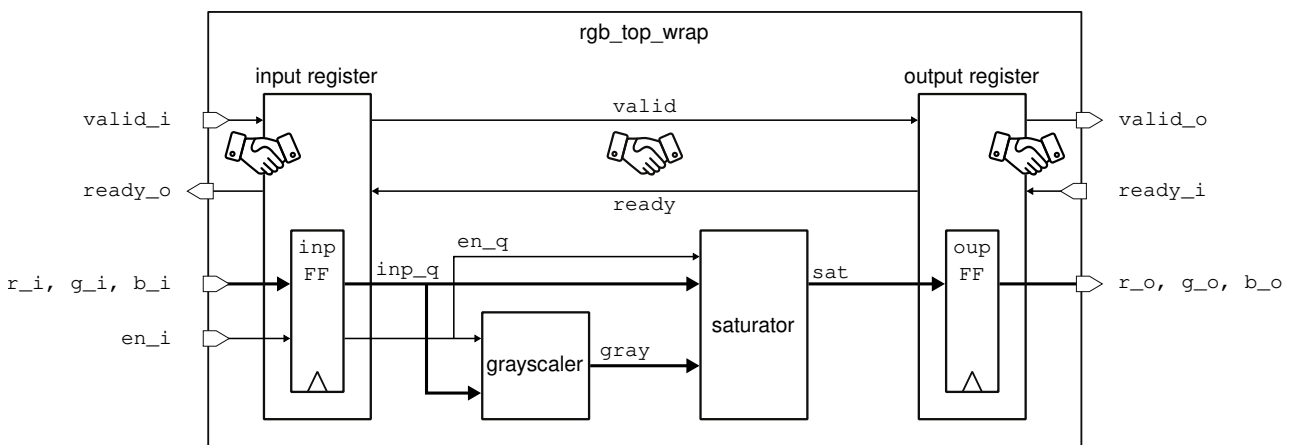 rgb_top_wrap
input register
output register
valid_i
valid
valid_o
ready_o
ready
ready_i
inp
FF
en_q
oup
FF
r_i, g_i, b_i
inp_q
sat
r_o, g_o, b_o
saturator
en_i
gray
grayscaler